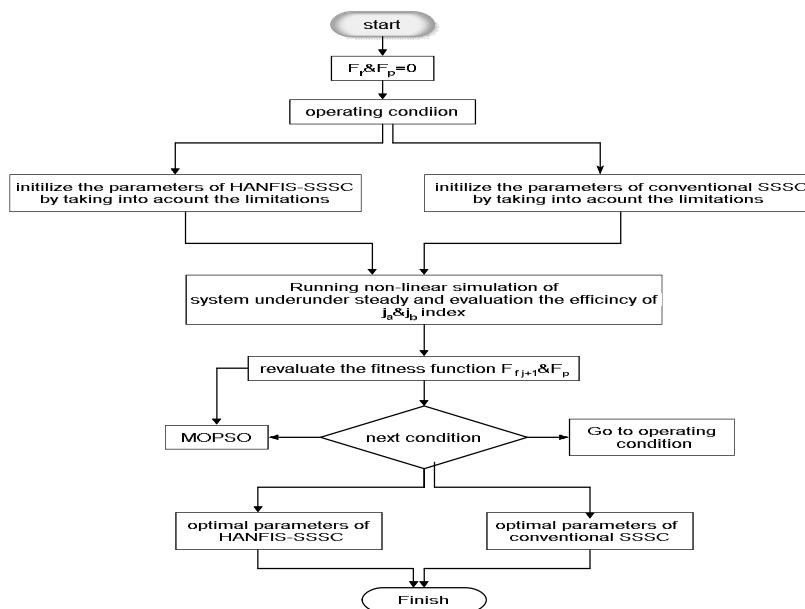 start
Fr&Fp=0
operating condiion
initilize the parameters of HANFIS-SSSC
by taking into acount the limitations
initilize the parameters of conventional SSSC
by taking into acount the limitations
Running non-linear simulation of
system underunder steady and evaluation the efficincy of
ja&jb index
revaluate the fitness function Ffj+1&Fp
MOPSO
next condition
Go to operating
condition
optimal parameters of
HANFIS-SSSC
optimal parameters of
conventional SSSC
Finish